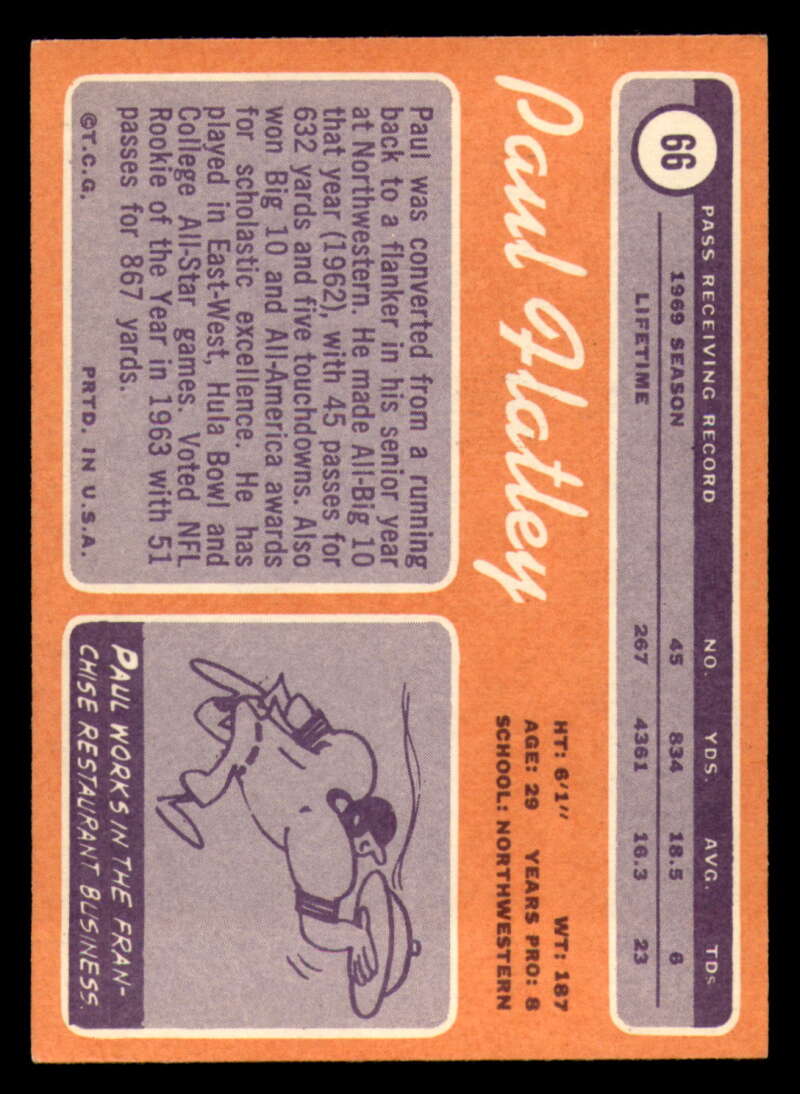 66
PASS RECEIVING RECORD NO. YDS. AVG. TDs
1969 SEASON 45 834 18.5 6
LIFETIME 267 4361 16.3 23
Paul Flatley
HT: 6'1" WT: 187
AGE: 29 YEARS PRO: 8
SCHOOL: NORTHWESTERN
Paul was converted from a running
back to a flanker in his senior year
at Northwestern. He made All-Big 10
that year (1962), with 45 passes for
632 yards and five touchdowns. Also
won Big 10 and All-America awards
for scholastic excellence. He has
played in East-West, Hula Bowl and
College All-Star games. Voted NFL
Rookie of the Year in 1963 with 51
passes for 867 yards.
©T.C.G. PRTD. IN U.S.A.
PAUL WORKS IN THE FRAN-
CHISE RESTAURANT BUSINESS.